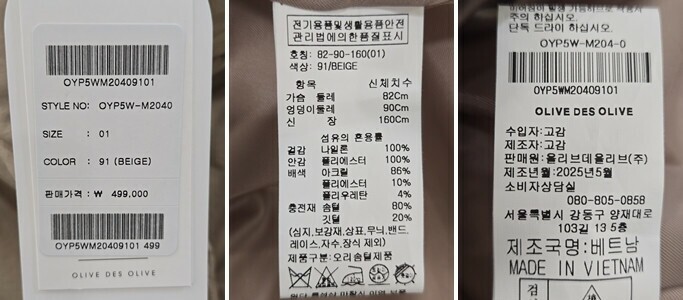 OYP5WM20409101
STYLE NO: OYP5W-M2040
SIZE : 01
COLOR : 91 (BEIGE)
판매가격 : ₩ 499,000
OYP5WM20409101 499
OLIVE DES OLIVE
전기용품및생활용품안전
관리법에의한품질표시
호칭: 82-90-160(01)
색상: 91/BEIGE
항목 신체치수
가슴 둘레 82Cm
엉덩이둘레 90Cm
신 장 160Cm
섬유의 혼용률
겉감 나일론 100%
안감 폴리에스터 100%
배색 아크릴 86%
폴리에스터 10%
폴리우레탄 4%
충전재 솜털 80%
깃털 20%
(심지,보강재,상표,무늬,밴드,
레이스,자수,장식 제외)
제품구분:오리솜털제품
주의 하십시오.
단독 드라이 하십시오.
OYP5W-M204-0
OYP5WM20409101
OLIVE DES OLIVE
수입자:고감
제조자:고감
판매원:올리브데올리브(주)
제조년월:2025년5월
소비자상담실
080-805-0858
서울특별시 강동구 양재대로
103길 13 5층
제조국명:베트남
MADE IN VIETNAM
검